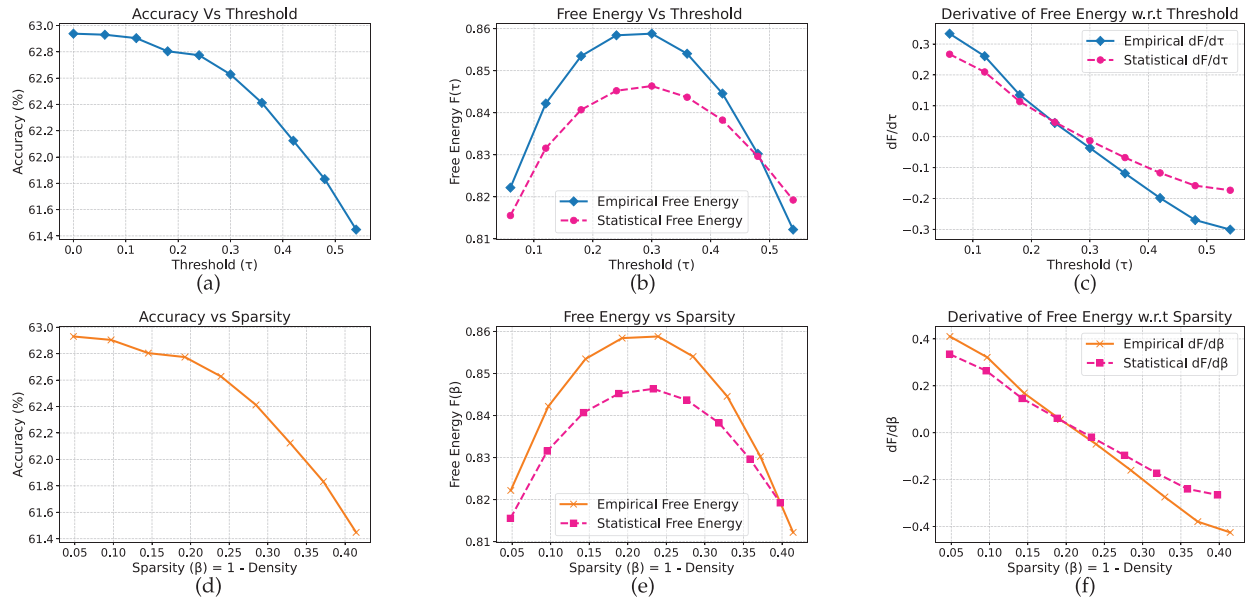 Accuracy Vs Threshold
63.0
62.8
62.6
62.4
62.2
62.0
61.8
61.6
61.4
Accuracy (%)
0.0 0.1 0.2 0.3 0.4 0.5
Threshold (τ)
(a)
Free Energy Vs Threshold
0.86
0.85
0.84
0.83
0.82
0.81
Free Energy F(τ)
Empirical Free Energy
Statistical Free Energy
0.1 0.2 0.3 0.4 0.5
Threshold (τ)
(b)
Derivative of Free Energy w.r.t Threshold
0.3
0.2
0.1
0.0
−0.1
−0.2
−0.3
dF/dτ
Empirical dF/dτ
Statistical dF/dτ
0.1 0.2 0.3 0.4 0.5
Threshold (τ)
(c)
Accuracy vs Sparsity
63.0
62.8
62.6
62.4
62.2
62.0
61.8
61.6
61.4
Accuracy (%)
0.05 0.10 0.15 0.20 0.25 0.30 0.35 0.40
Sparsity (β) = 1 - Density
(d)
Free Energy vs Sparsity
0.86
0.85
0.84
0.83
0.82
0.81
Free Energy F(β)
Empirical Free Energy
Statistical Free Energy
0.05 0.10 0.15 0.20 0.25 0.30 0.35 0.40
Sparsity (β) = 1 - Density
(e)
Derivative of Free Energy w.r.t Sparsity
0.4
0.2
0.0
−0.2
−0.4
dF/dβ
Empirical dF/dβ
Statistical dF/dβ
0.05 0.10 0.15 0.20 0.25 0.30 0.35 0.40
Sparsity (β) = 1 - Density
(f)